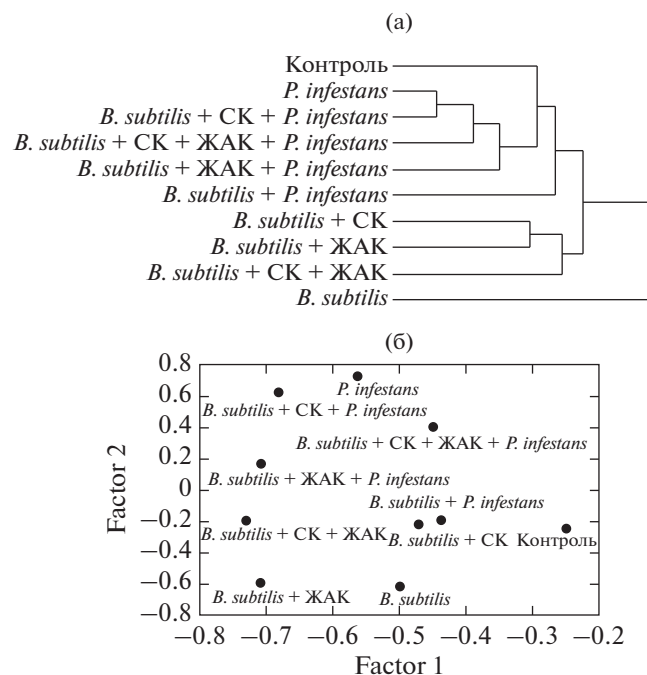 (а)
Контроль
P. infestans
B. subtilis + СК + P. infestans
B. subtilis + СК + ЖАК + P. infestans
B. subtilis + ЖАК + P. infestans
B. subtilis + P. infestans
B. subtilis + СК
B. subtilis + ЖАК
B. subtilis + СК + ЖАК
B. subtilis
(б)
0.8
0.6
0.4
0.2
0
−0.2
−0.4
−0.6
−0.8
Factor 2
P. infestans
B. subtilis + СК + P. infestans
B. subtilis + СК + ЖАК + P. infestans
B. subtilis + ЖАК + P. infestans
B. subtilis + P. infestans
B. subtilis + СК + ЖАК
B. subtilis + СК
Контроль
B. subtilis + ЖАК
B. subtilis
−0.8 −0.7 −0.6 −0.5 −0.4 −0.3 −0.2
Factor 1